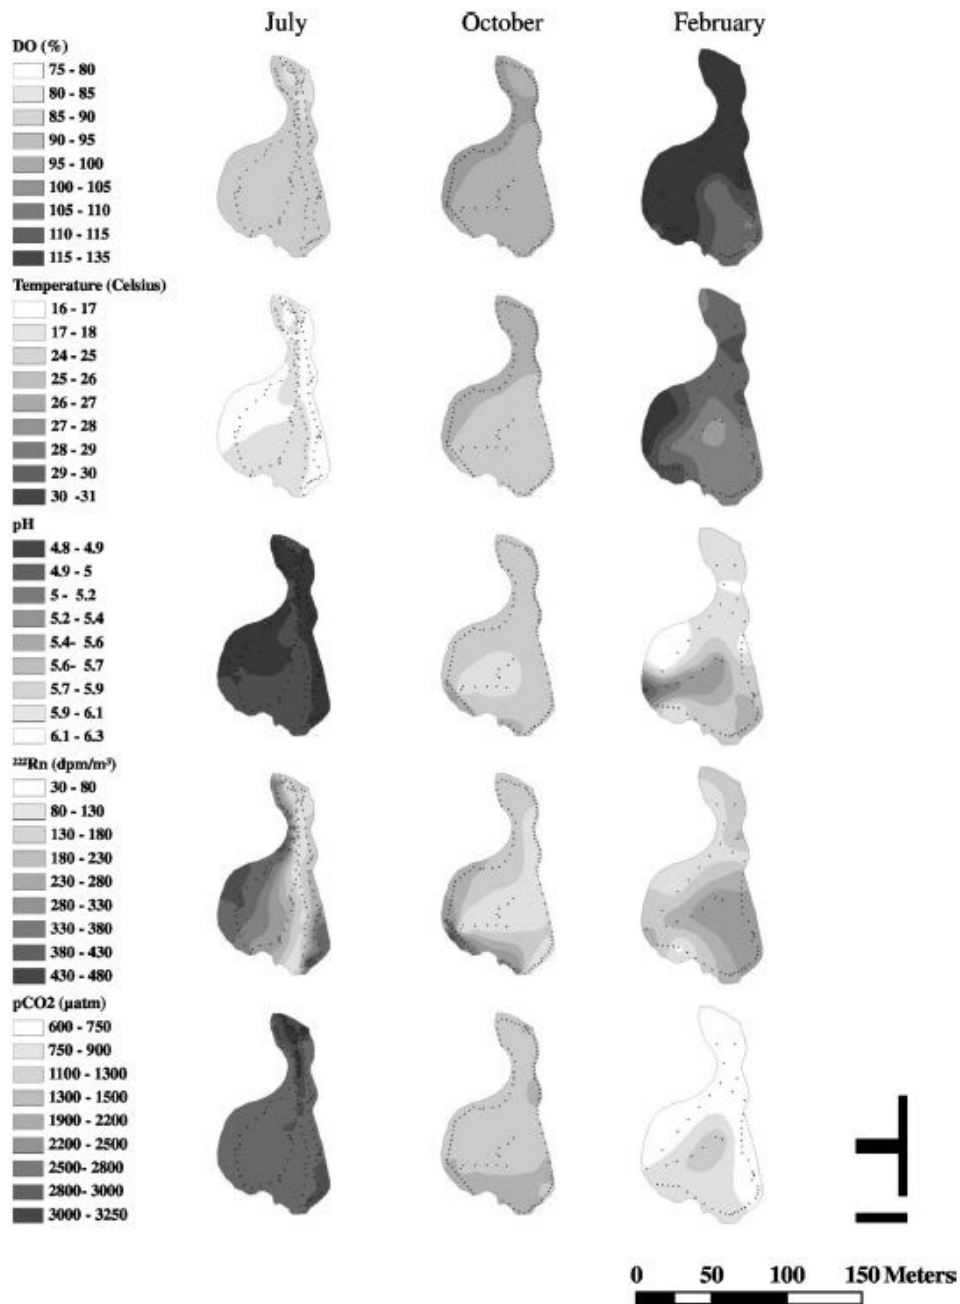 July October February
DO (%)
75 - 80
80 - 85
85 - 90
90 - 95
95 - 100
100 - 105
105 - 110
110 - 115
115 - 135
Temperature (Celsius)
16 - 17
17 - 18
24 - 25
25 - 26
26 - 27
27 - 28
28 - 29
29 - 30
30 -31
pH
4.8 - 4.9
4.9 - 5
5 - 5.2
5.2 - 5.4
5.4- 5.6
5.6- 5.7
5.7 - 5.9
5.9 - 6.1
6.1 - 6.3
²²²Rn (dpm/m³)
30 - 80
80 - 130
130 - 180
180 - 230
230 - 280
280 - 330
330 - 380
380 - 430
430 - 480
pCO2 (µatm)
600 - 750
750 - 900
1100 - 1300
1300 - 1500
1900 - 2200
2200 - 2500
2500- 2800
2800- 3000
3000 - 3250
0 50 100 150 Meters